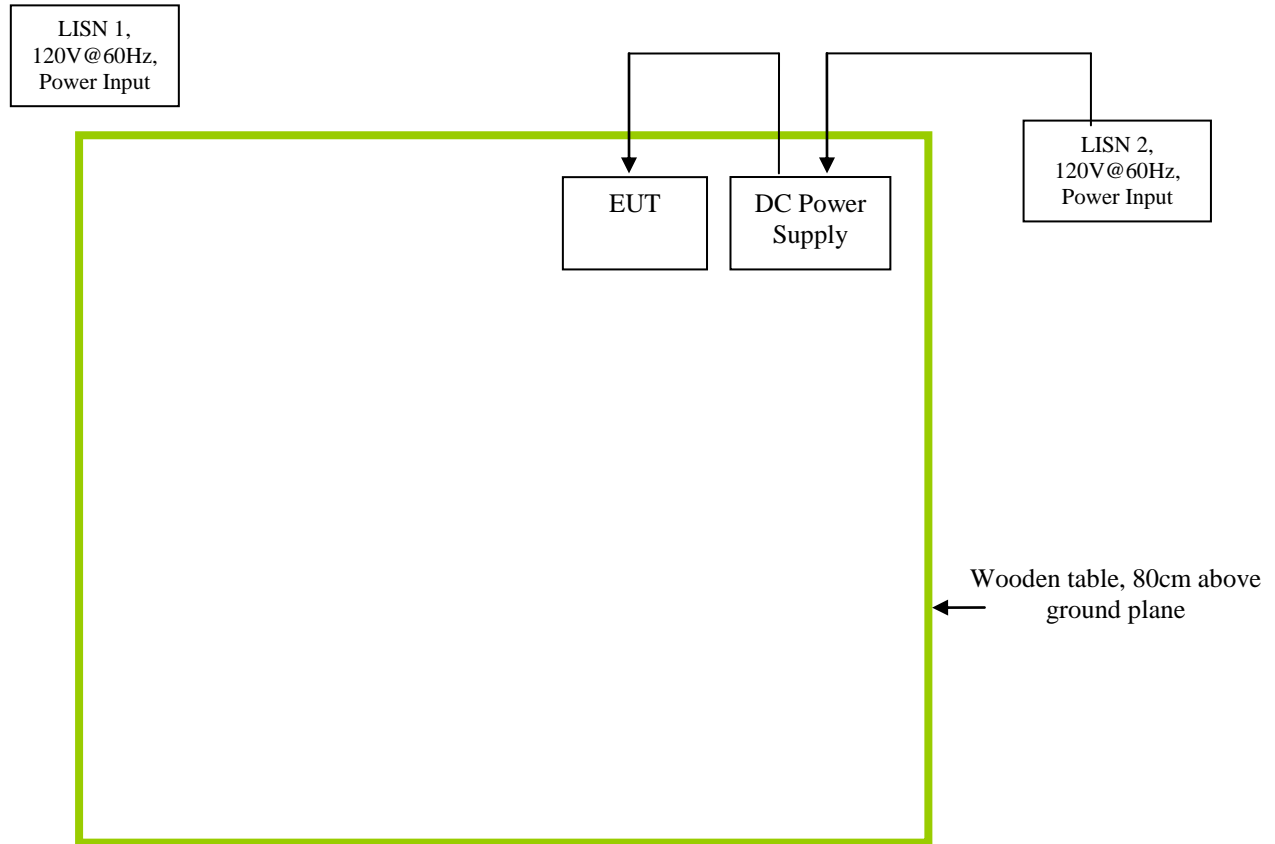 LISN 1,
120V@60Hz,
Power Input
LISN 2,
120V@60Hz,
Power Input
EUT
DC Power
Supply
Wooden table, 80cm above
ground plane